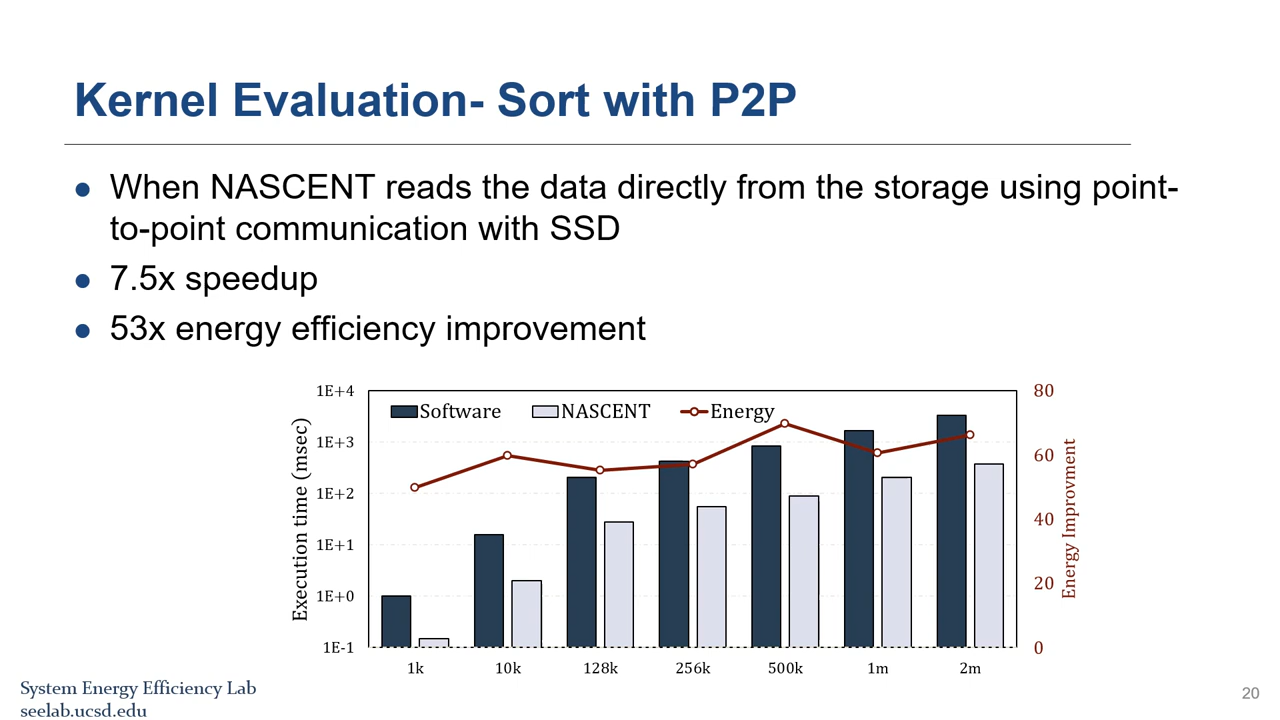 Kernel Evaluation- Sort with P2P
● When NASCENT reads the data directly from the storage using point-
to-point communication with SSD
● 7.5x speedup
● 53x energy efficiency improvement
Software NASCENT Energy
Execution time (msec)
1E+4
1E+3
1E+2
1E+1
1E+0
1E-1
80
60
40
20
0
Energy Improvment
1k 10k 128k 256k 500k 1m 2m
System Energy Efficiency Lab
seelab.ucsd.edu
20